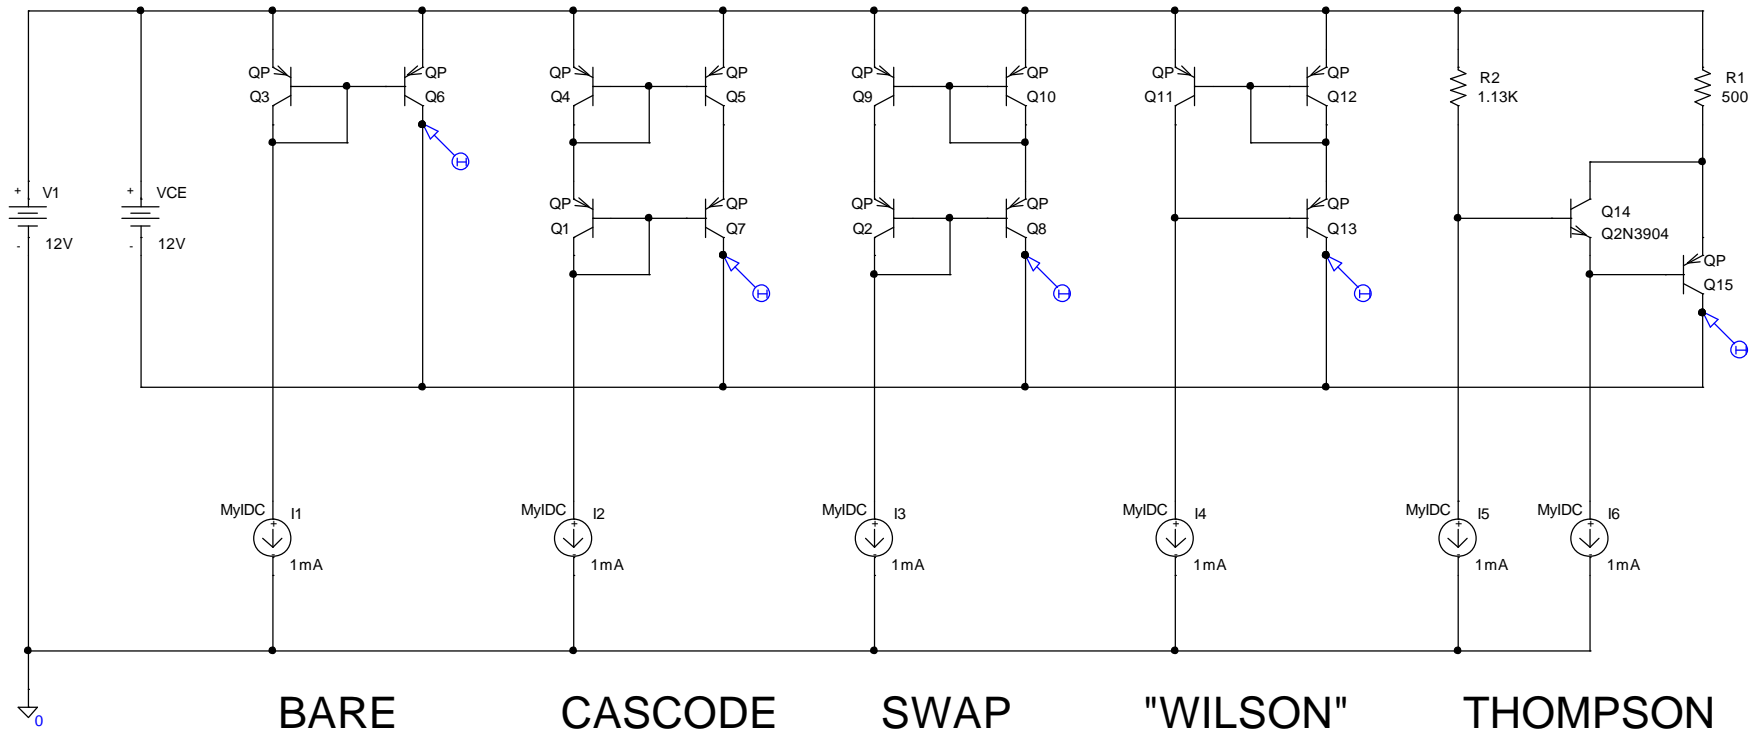 QP QP QP QP QP QP QP QP
Q3 Q6 Q4 Q5 Q9 Q10 Q11 Q12
R2 R1
1.13K 500
+ V1 + VCE
- 12V - 12V
QP QP QP QP QP
Q1 Q7 Q2 Q8 Q13
Q14
Q2N3904
QP
Q15
I I I I I
MyIDC I1 MyIDC I2 MyIDC I3 MyIDC I4 MyIDC I5 MyIDC I6
+ + + + + +
- - - - - -
1mA 1mA 1mA 1mA 1mA 1mA
0
BARE CASCODE SWAP "WILSON" THOMPSON